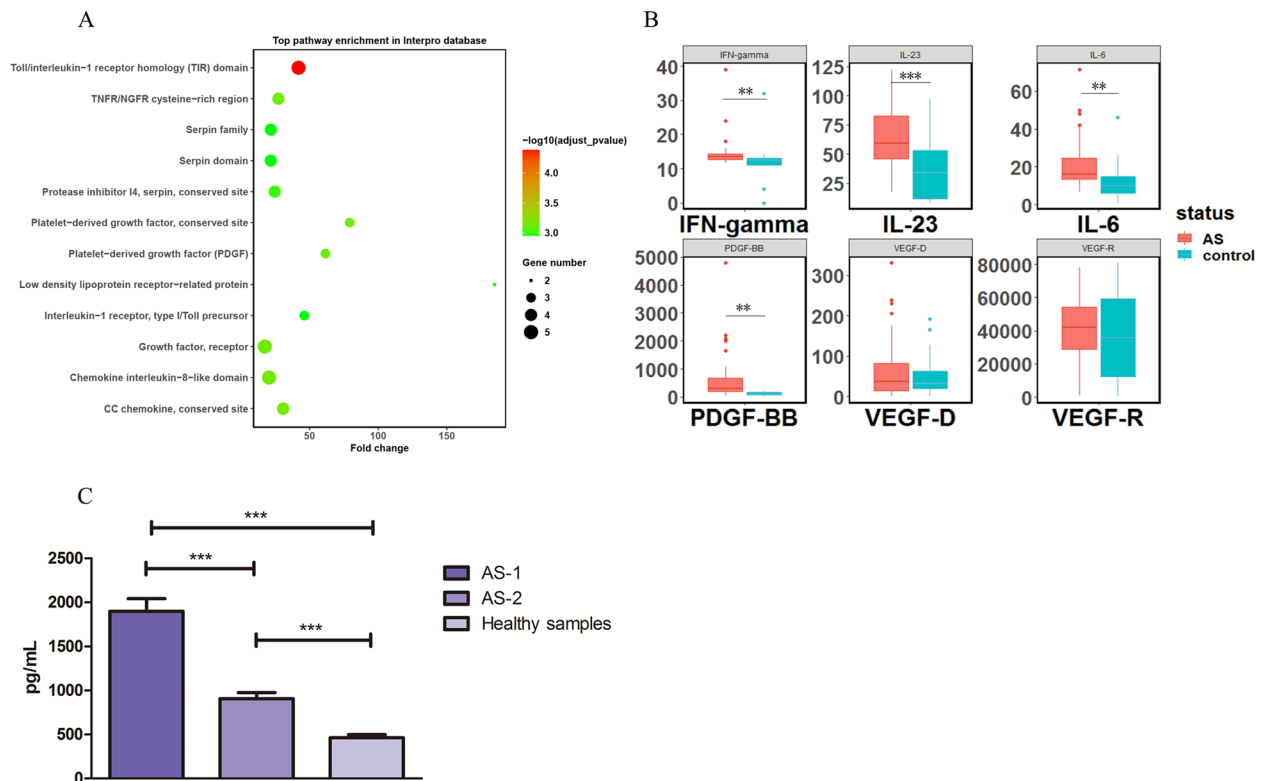 A
Top pathway enrichment in Interpro database
Toll/interleukin−1 receptor homology (TIR) domain
TNFR/NGFR cysteine−rich region
Serpin family
Serpin domain
Protease inhibitor I4, serpin, conserved site
Platelet−derived growth factor, conserved site
Platelet−derived growth factor (PDGF)
Low density lipoprotein receptor−related protein
Interleukin−1 receptor, type I/Toll precursor
Growth factor, receptor
Chemokine interleukin−8−like domain
CC chemokine, conserved site
50 100 150
Fold change
−log10(adjust_pvalue)
4.0
3.5
3.0
Gene number
2
3
4
5
B
IFN-gamma
40
30
20
10
0
**
IFN-gamma
IL-23
125
100
75
50
25
***
IL-23
IL-6
60
40
20
0
**
IL-6
status
AS
control
PDGF-BB
5000
4000
3000
2000
1000
0
**
PDGF-BB
VEGF-D
300
200
100
0
VEGF-D
VEGF-R
80000
60000
40000
20000
0
VEGF-R
C
***
***
***
2500
2000
1500
1000
500
0
pg/mL
AS-1
AS-2
Healthy samples